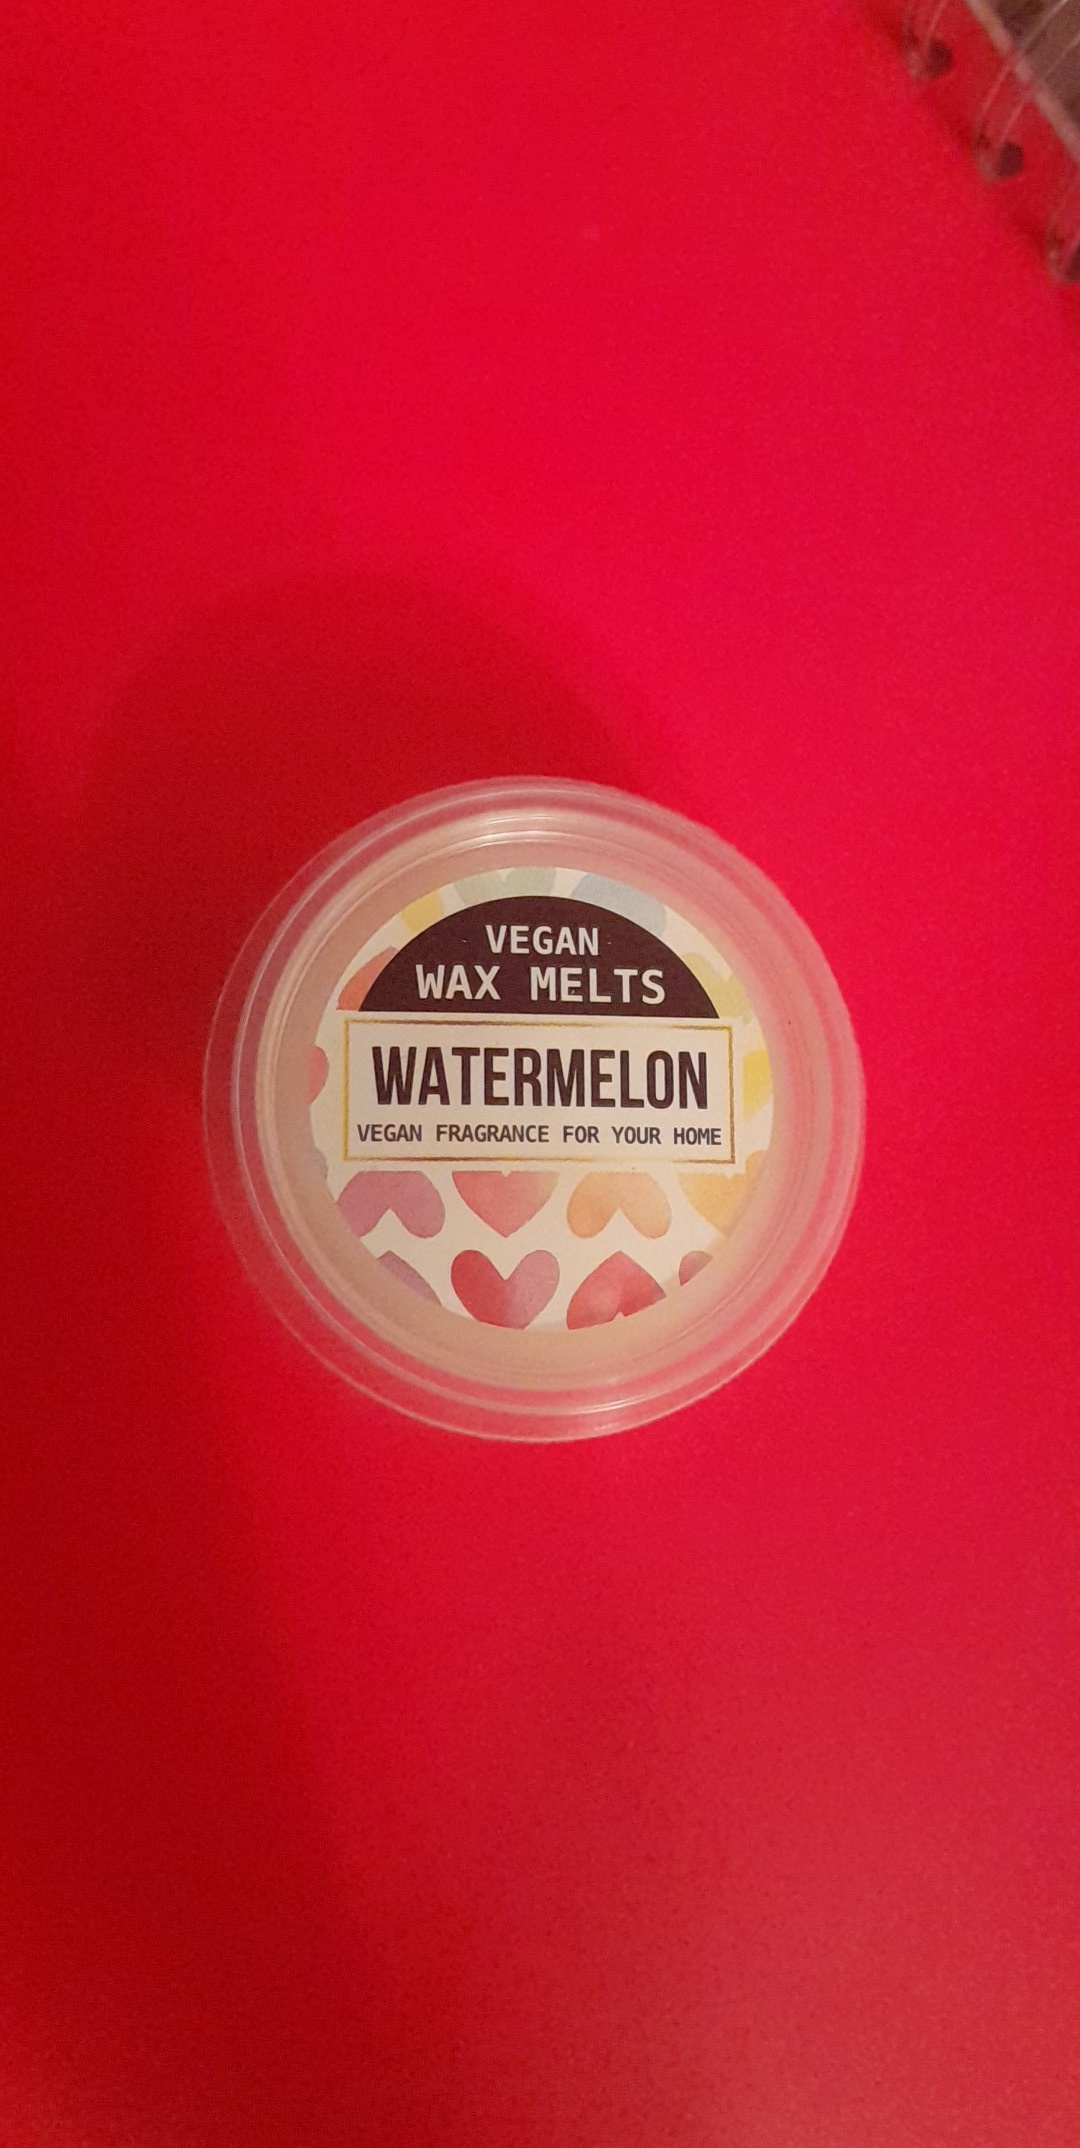 VEGAN
WAX MELTS
WATERMELON
VEGAN FRAGRANCE FOR YOUR HOME